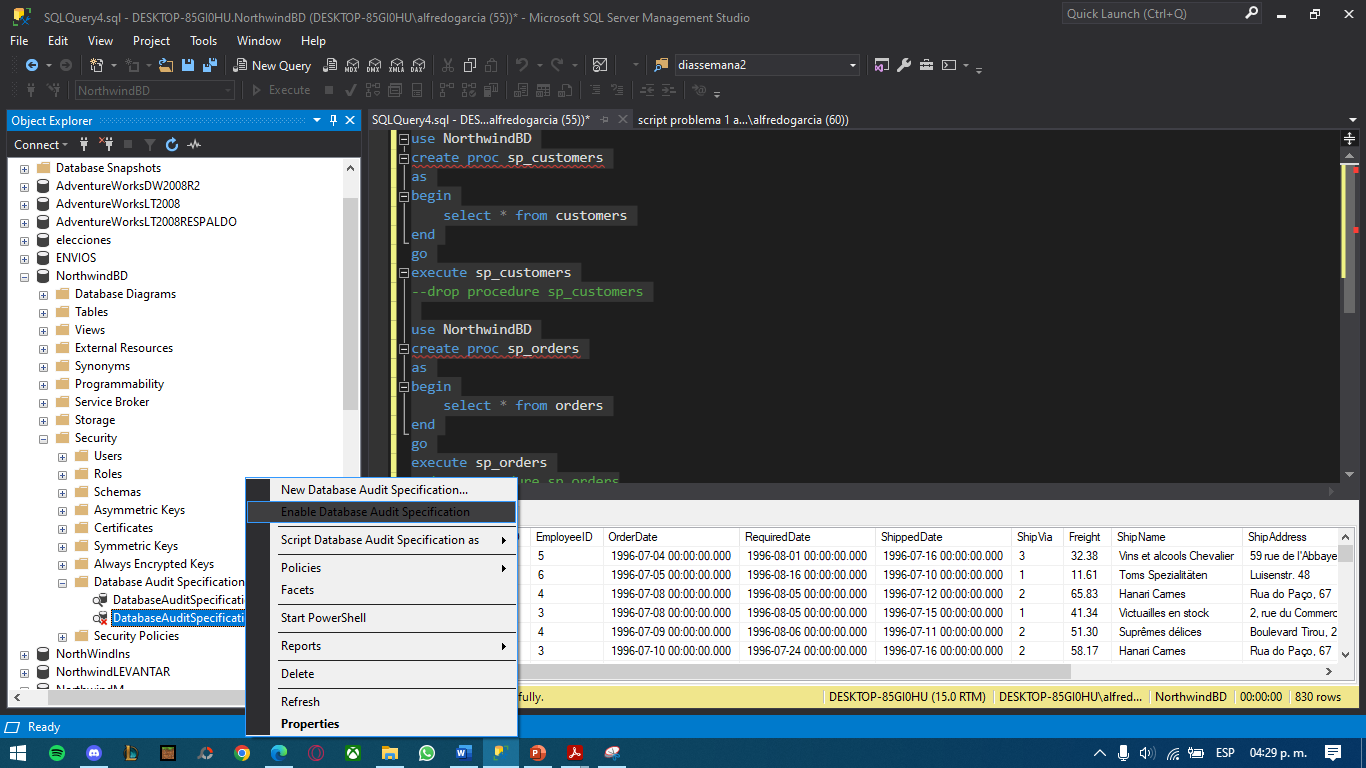 SQLQuery4.sql - DESKTOP-85GI0HU.NorthwindBD (DESKTOP-85GI0HU\alfredogarcia (55))* - Microsoft SQL Server Management Studio
Quick Launch (Ctrl+Q)
File Edit View Project Tools Window Help
New Query
MDX DMX XMLA DAX
diassemana2
NorthwindBD
Execute
Object Explorer
Connect
Database Snapshots
AdventureWorksDW2008R2
AdventureWorksLT2008
AdventureWorksLT2008RESPALDO
elecciones
ENVIOS
NorthwindBD
Database Diagrams
Tables
Views
External Resources
Synonyms
Programmability
Service Broker
Storage
Security
Users
Roles
Schemas
Asymmetric Keys
Certificates
Symmetric Keys
Always Encrypted Keys
Database Audit Specification
DatabaseAuditSpecificati
DatabaseAuditSpecificati
Security Policies
NorthWindIns
NorthwindLEVANTAR
NorthwindM
SQLQuery4.sql - DES...alfredogarcia (55))*
script problema 1 a...\alfredogarcia (60))
use NorthwindBD
create proc sp_customers
as
begin
select * from customers
end
go
execute sp_customers
--drop procedure sp_customers
use NorthwindBD
create proc sp_orders
as
begin
select * from orders
end
go
execute sp_orders
ure sp_orders
New Database Audit Specification...
Enable Database Audit Specification
Script Database Audit Specification as
Policies
Facets
Start PowerShell
Reports
Delete
Refresh
Properties
EmployeeID OrderDate RequiredDate ShippedDate ShipVia Freight ShipName ShipAddress
5 1996-07-04 00:00:00.000 1996-08-01 00:00:00.000 1996-07-16 00:00:00.000 3 32.38 Vins et alcools Chevalier 59 rue de l'Abbaye
6 1996-07-05 00:00:00.000 1996-08-16 00:00:00.000 1996-07-10 00:00:00.000 1 11.61 Toms Spezialitäten Luisenstr. 48
4 1996-07-08 00:00:00.000 1996-08-05 00:00:00.000 1996-07-12 00:00:00.000 2 65.83 Hanari Carnes Rua do Paço, 67
3 1996-07-08 00:00:00.000 1996-08-05 00:00:00.000 1996-07-15 00:00:00.000 1 41.34 Victuailles en stock 2, rue du Commerc
4 1996-07-09 00:00:00.000 1996-08-06 00:00:00.000 1996-07-11 00:00:00.000 2 51.30 Suprêmes délices Boulevard Tirou, 2
3 1996-07-10 00:00:00.000 1996-07-24 00:00:00.000 1996-07-16 00:00:00.000 2 58.17 Hanari Carnes Rua do Paço, 67
fully. DESKTOP-85GI0HU (15.0 RTM) DESKTOP-85GI0HU\alfred... NorthwindBD 00:00:00 830 rows
Ready
ESP 04:29 p. m.